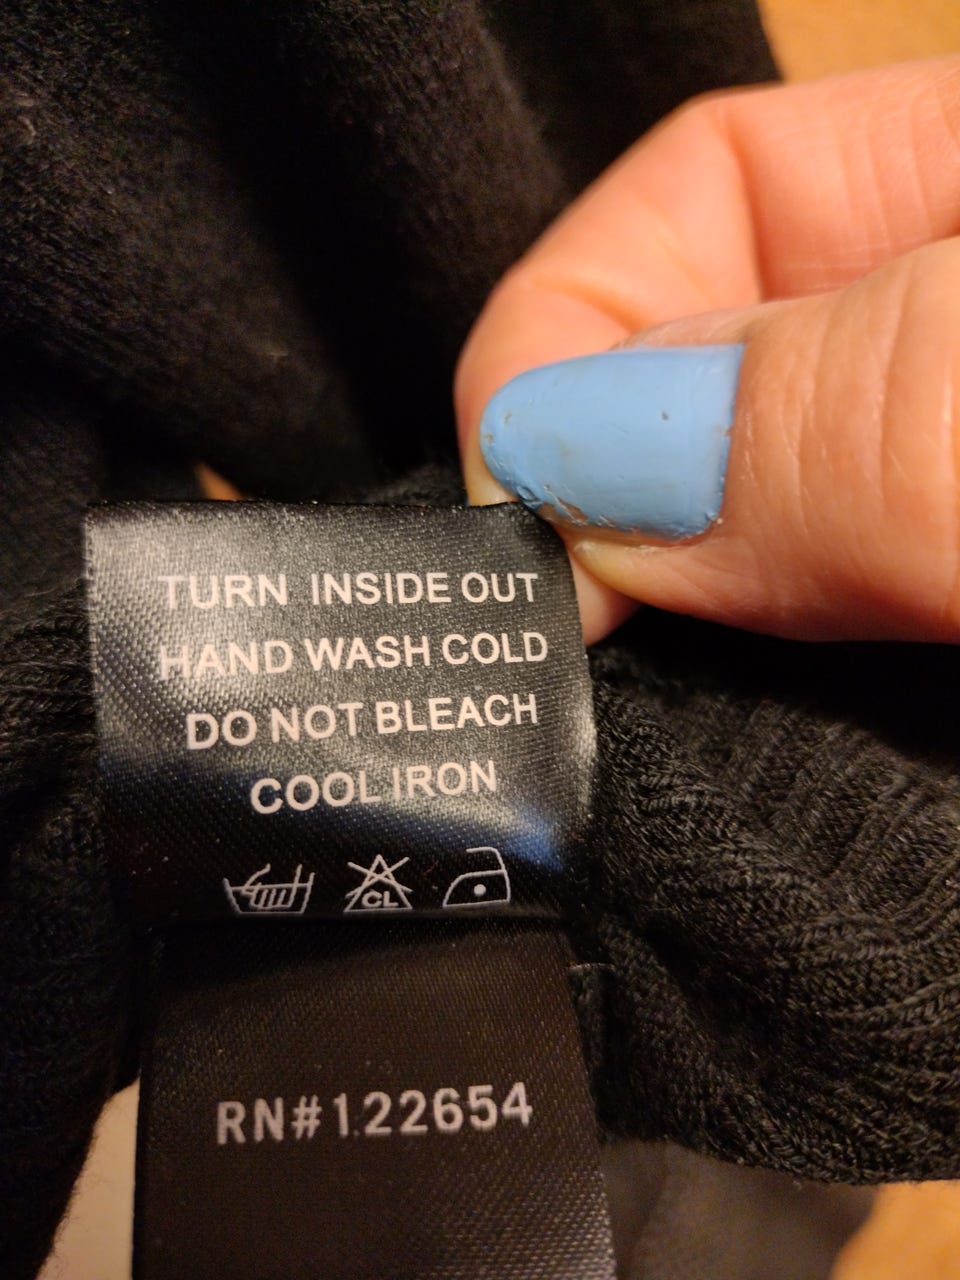 TURN INSIDE OUT
HAND WASH COLD
DO NOT BLEACH
COOL IRON
CL
RN#122654